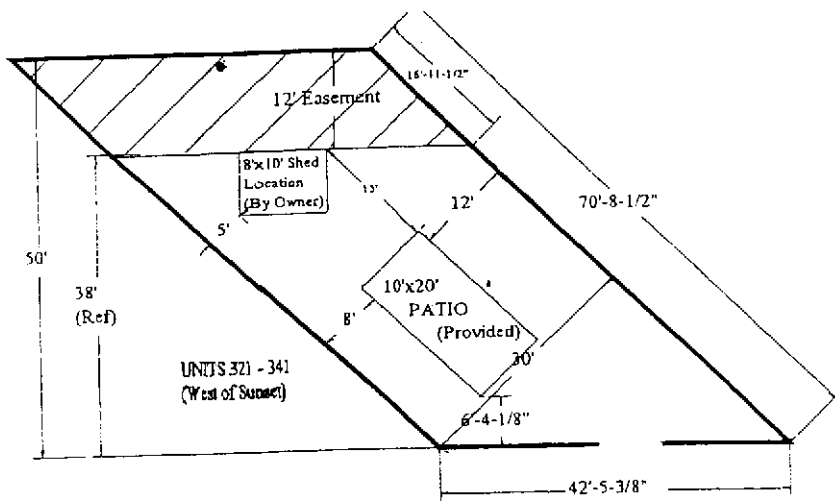 16'-11-1/2"
12' Easement
8'x10' Shed
Location
(By Owner)
15'
12'
70'-8-1/2"
5'
50'
38'
(Ref)
10'x20'
PATIO
(Provided)
8'
30'
UNITS 321 - 341
(West of Sunset)
6'-4-1/8"
42'-5-3/8"